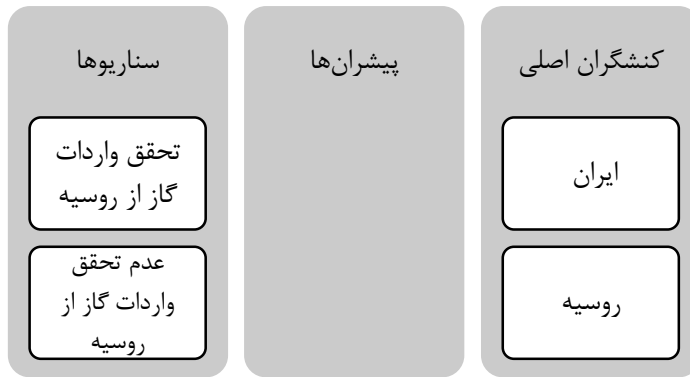 کنشگران اصلی
ایران
روسیه
پیشران‌ها
سناریوها
تحقق واردات
گاز از روسیه
عدم تحقق
واردات گاز از
روسیه